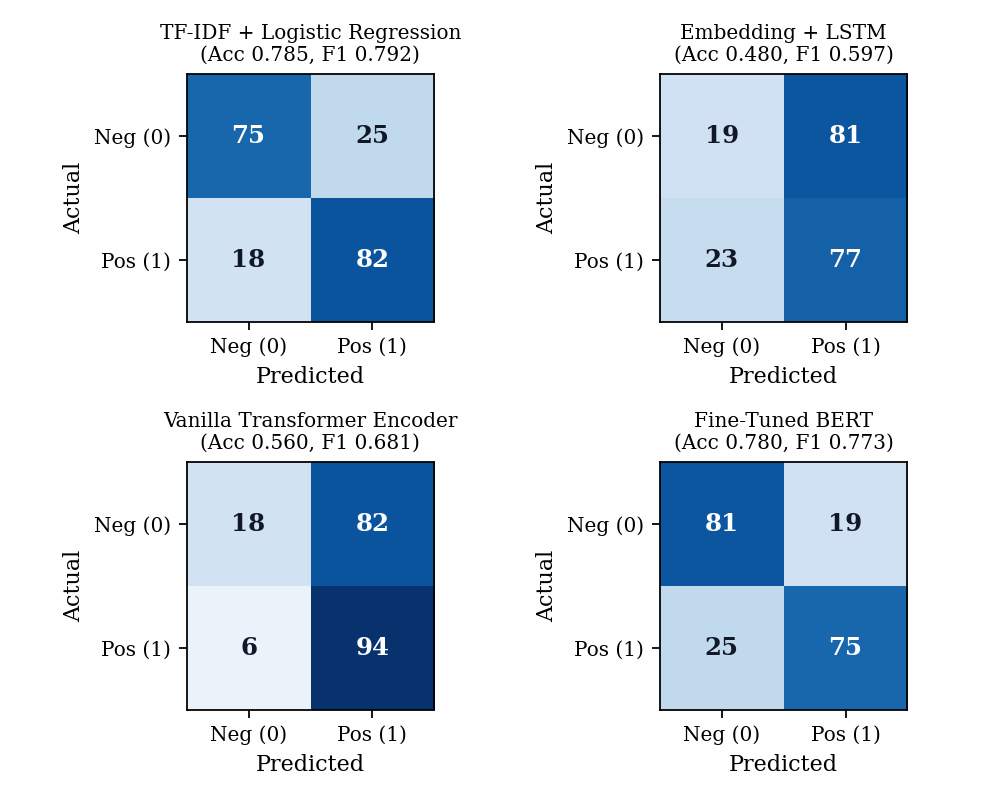 TF-IDF + Logistic Regression
(Acc 0.785, F1 0.792)
Actual
Neg (0)
75
25
Pos (1)
18
82
Neg (0)
Pos (1)
Predicted
Embedding + LSTM
(Acc 0.480, F1 0.597)
Actual
Neg (0)
19
81
Pos (1)
23
77
Neg (0)
Pos (1)
Predicted
Vanilla Transformer Encoder
(Acc 0.560, F1 0.681)
Actual
Neg (0)
18
82
Pos (1)
6
94
Neg (0)
Pos (1)
Predicted
Fine-Tuned BERT
(Acc 0.780, F1 0.773)
Actual
Neg (0)
81
19
Pos (1)
25
75
Neg (0)
Pos (1)
Predicted